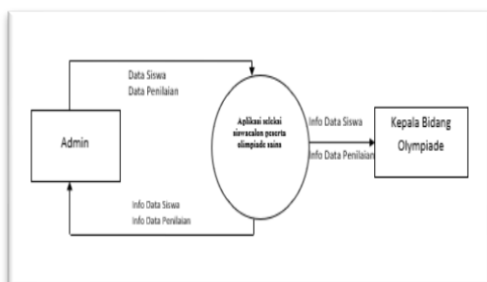 Data Siswa
Data Penilaian
Admin
Aplikasi seleksi
siswacalon peserta
olimpiade sains
Info Data Siswa
Info Data Penilaian
Kepala Bidang
Olympiade
Info Data Siswa
Info Data Penilaian